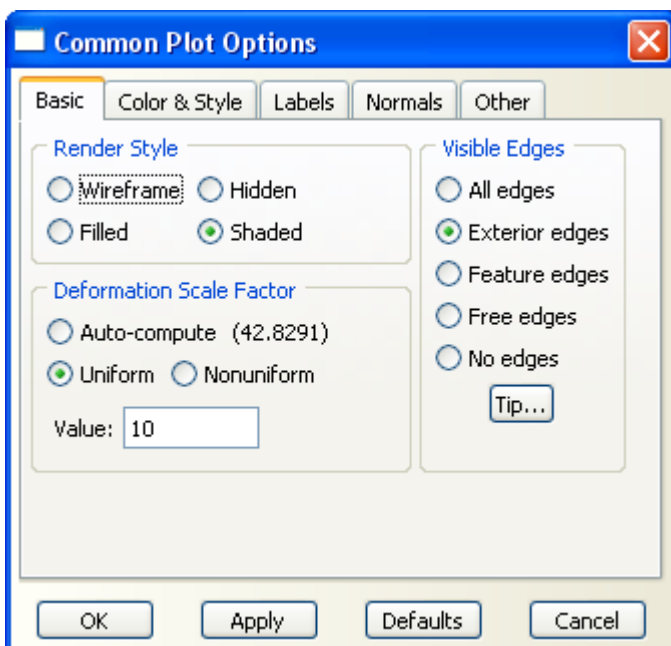 Common Plot Options
Basic
Color & Style
Labels
Normals
Other
Render Style
Wireframe
Hidden
Filled
Shaded
Deformation Scale Factor
Auto-compute (42.8291)
Uniform
Nonuniform
Value: 10
Visible Edges
All edges
Exterior edges
Feature edges
Free edges
No edges
Tip...
OK
Apply
Defaults
Cancel